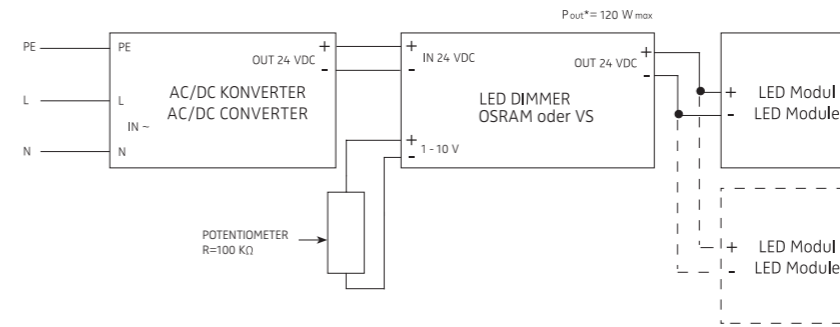 Pout*= 120 W max
PE
PE
OUT 24 VDC
+
-
L
L
AC/DC KONVERTER
AC/DC CONVERTER
IN ~
N
N
+
-
IN 24 VDC
OUT 24 VDC
+
-
LED DIMMER
OSRAM oder VS
+
-
1 - 10 V
POTENTIOMETER
R=100 KΩ
+ LED Modul
- LED Module
+ LED Modul
- LED Module